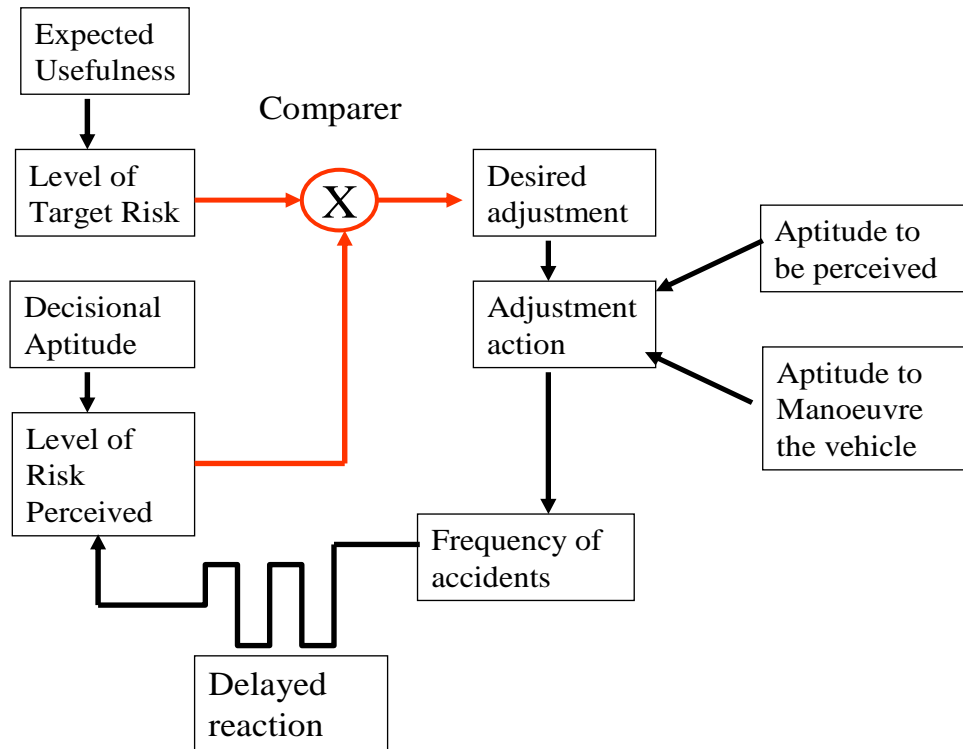 Expected
Usefulness
Comparer
Level of
Target Risk
X
Desired
adjustment
Aptitude to
be perceived
Decisional
Aptitude
Adjustment
action
Aptitude to
Manoeuvre
the vehicle
Level of
Risk
Perceived
Frequency of
accidents
Delayed
reaction